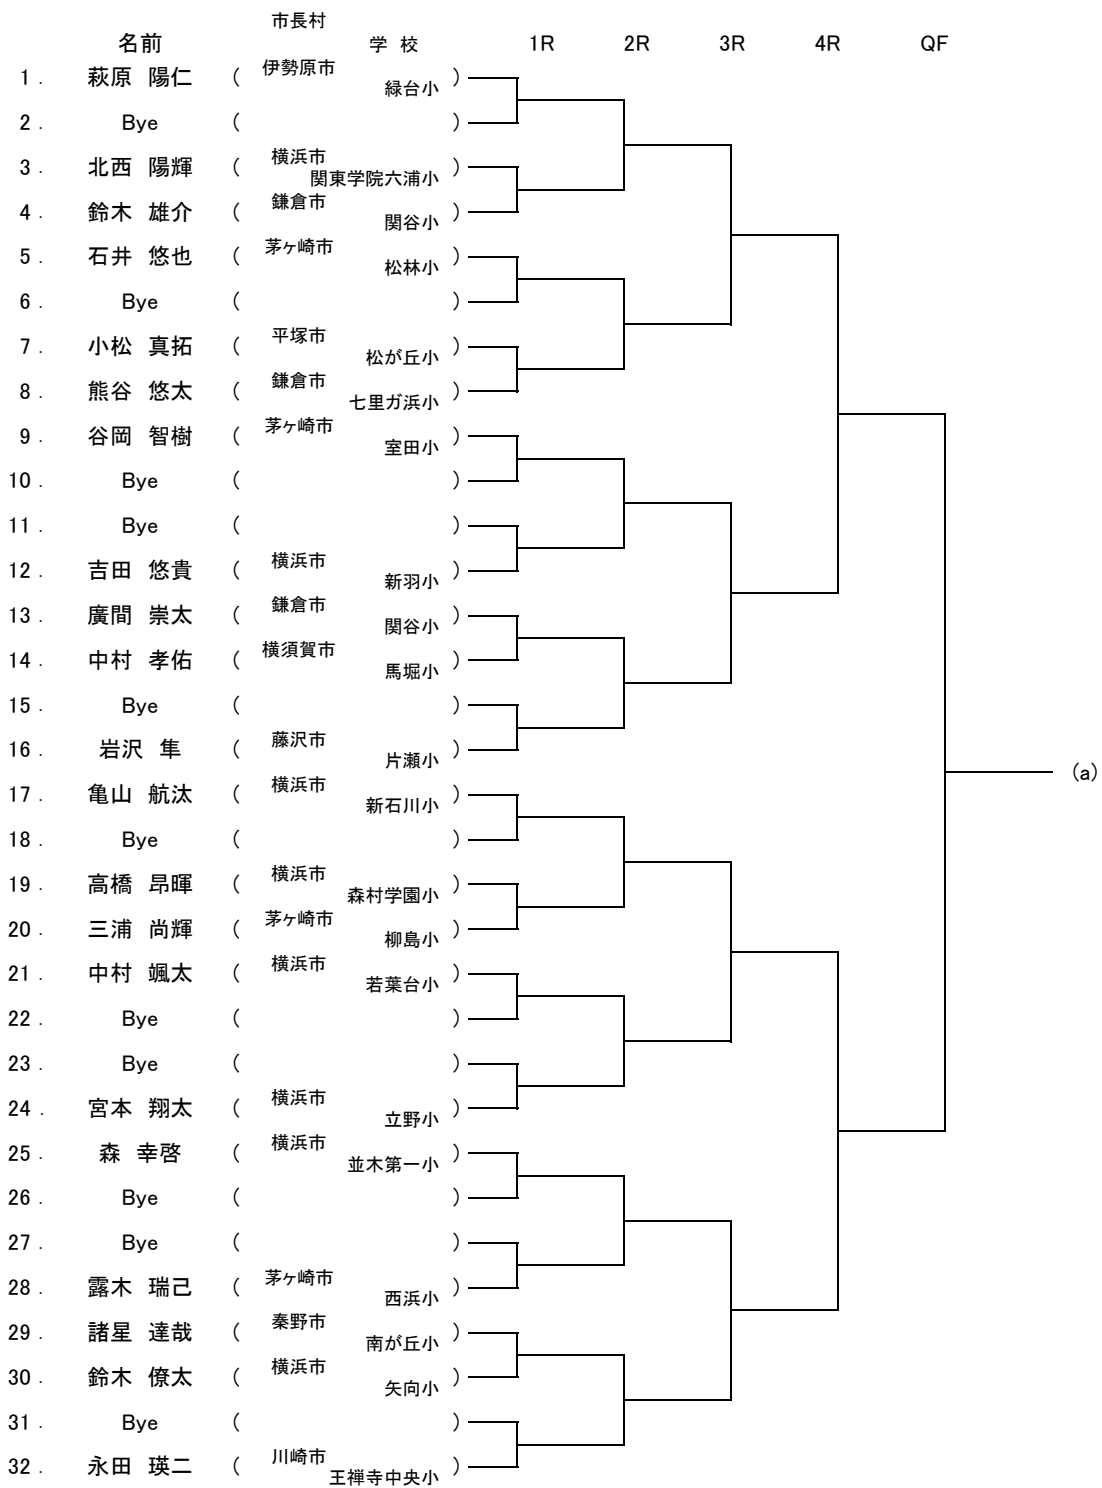 市長村
名前 学 校 1R 2R 3R 4R QF
1 . 萩原 陽仁 ( 伊勢原市 緑台小 )
2 . Bye ( )
3 . 北西 陽輝 ( 横浜市 関東学院六浦小 )
4 . 鈴木 雄介 ( 鎌倉市 関谷小 )
5 . 石井 悠也 ( 茅ヶ崎市 松林小 )
6 . Bye ( )
7 . 小松 真拓 ( 平塚市 松が丘小 )
8 . 熊谷 悠太 ( 鎌倉市 七里ガ浜小 )
9 . 谷岡 智樹 ( 茅ヶ崎市 室田小 )
10 . Bye ( )
11 . Bye ( )
12 . 吉田 悠貴 ( 横浜市 新羽小 )
13 . 廣間 崇太 ( 鎌倉市 関谷小 )
14 . 中村 孝佑 ( 横須賀市 馬堀小 )
15 . Bye ( )
16 . 岩沢 隼 ( 藤沢市 片瀬小 )
(a)
17 . 亀山 航汰 ( 横浜市 新石川小 )
18 . Bye ( )
19 . 高橋 昂暉 ( 横浜市 森村学園小 )
20 . 三浦 尚輝 ( 茅ヶ崎市 柳島小 )
21 . 中村 颯太 ( 横浜市 若葉台小 )
22 . Bye ( )
23 . Bye ( )
24 . 宮本 翔太 ( 横浜市 立野小 )
25 . 森 幸啓 ( 横浜市 並木第一小 )
26 . Bye ( )
27 . Bye ( )
28 . 露木 瑞己 ( 茅ヶ崎市 西浜小 )
29 . 諸星 達哉 ( 秦野市 南が丘小 )
30 . 鈴木 僚太 ( 横浜市 矢向小 )
31 . Bye ( )
32 . 永田 瑛二 ( 川崎市 王禅寺中央小 )